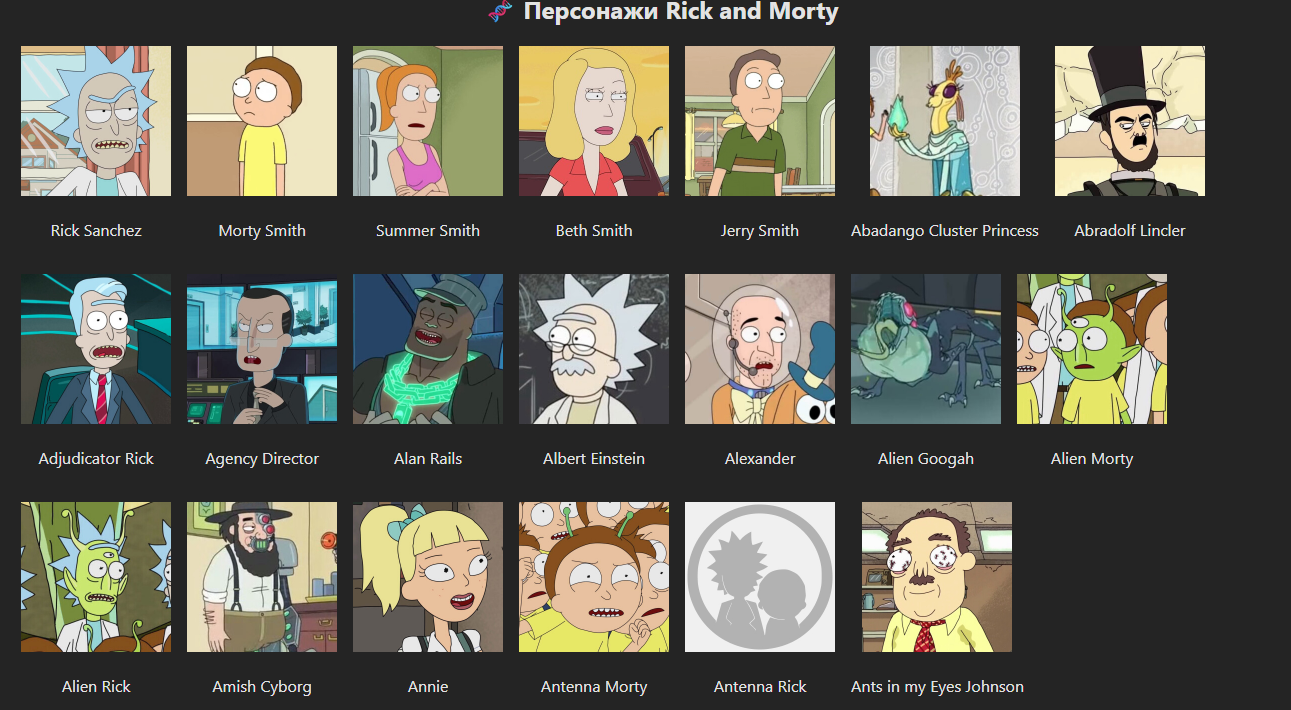 🧬 Персонажи Rick and Morty
Rick Sanchez
Morty Smith
Summer Smith
Beth Smith
Jerry Smith
Abadango Cluster Princess
Abradolf Lincler
Adjudicator Rick
Agency Director
Alan Rails
Albert Einstein
Alexander
Alien Googah
Alien Morty
Alien Rick
Amish Cyborg
Annie
Antenna Morty
Antenna Rick
Ants in my Eyes Johnson